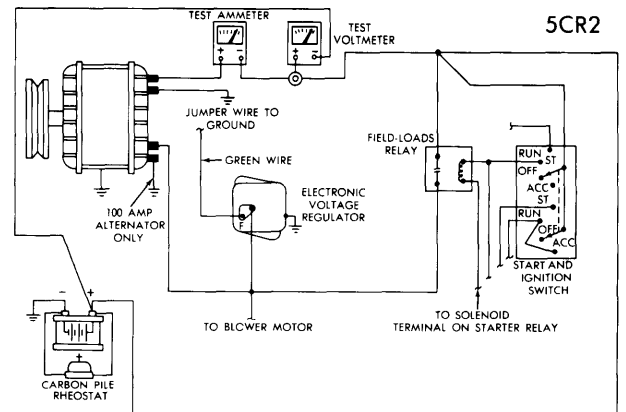 TEST AMMETER
TEST
VOLTMETER
5CR2
+ -
+ -
JUMPER WIRE TO
GROUND
FIELD-LOADS
RELAY
GREEN WIRE
RUN
ST
OFF
ACC
ST
RUN
OFF
ACC
ELECTRONIC
VOLTAGE
REGULATOR
F
100 AMP
ALTERNATOR
ONLY
START AND
IGNITION
SWITCH
- +
TO BLOWER MOTOR
TO SOLENOID
TERMINAL ON STARTER RELAY
+
CARBON PILE
RHEOSTAT